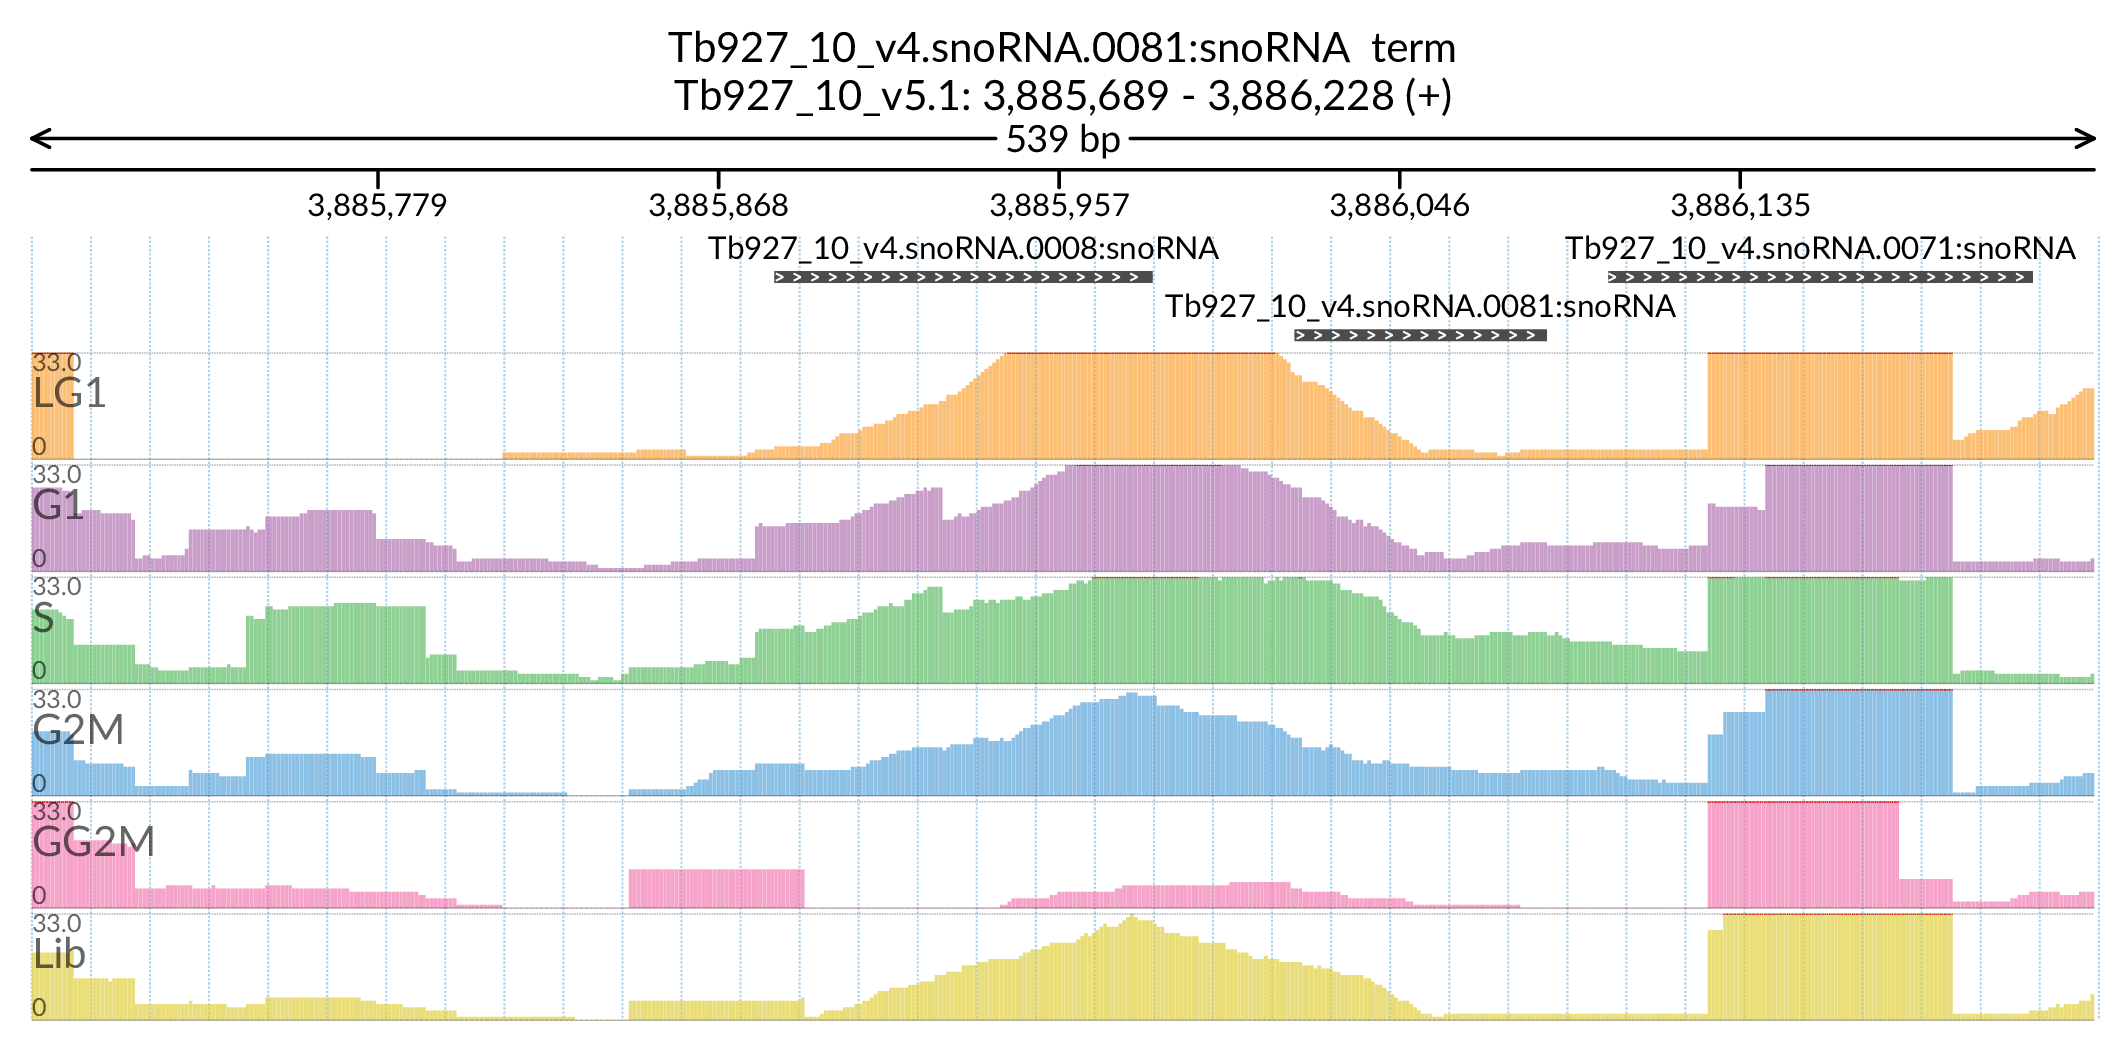 Tb927_10_v4.snoRNA.0081:snoRNA term
Tb927_10_v5.1: 3,885,689 - 3,886,228 (+)
539 bp
3,885,779 3,885,868 3,885,957 3,886,046 3,886,135
Tb927_10_v4.snoRNA.0008:snoRNA Tb927_10_v4.snoRNA.0071:snoRNA
Tb927_10_v4.snoRNA.0081:snoRNA
33.0
LG1
0
33.0
G1
0
33.0
S
0
33.0
G2M
0
33.0
GG2M
0
33.0
Lib
0